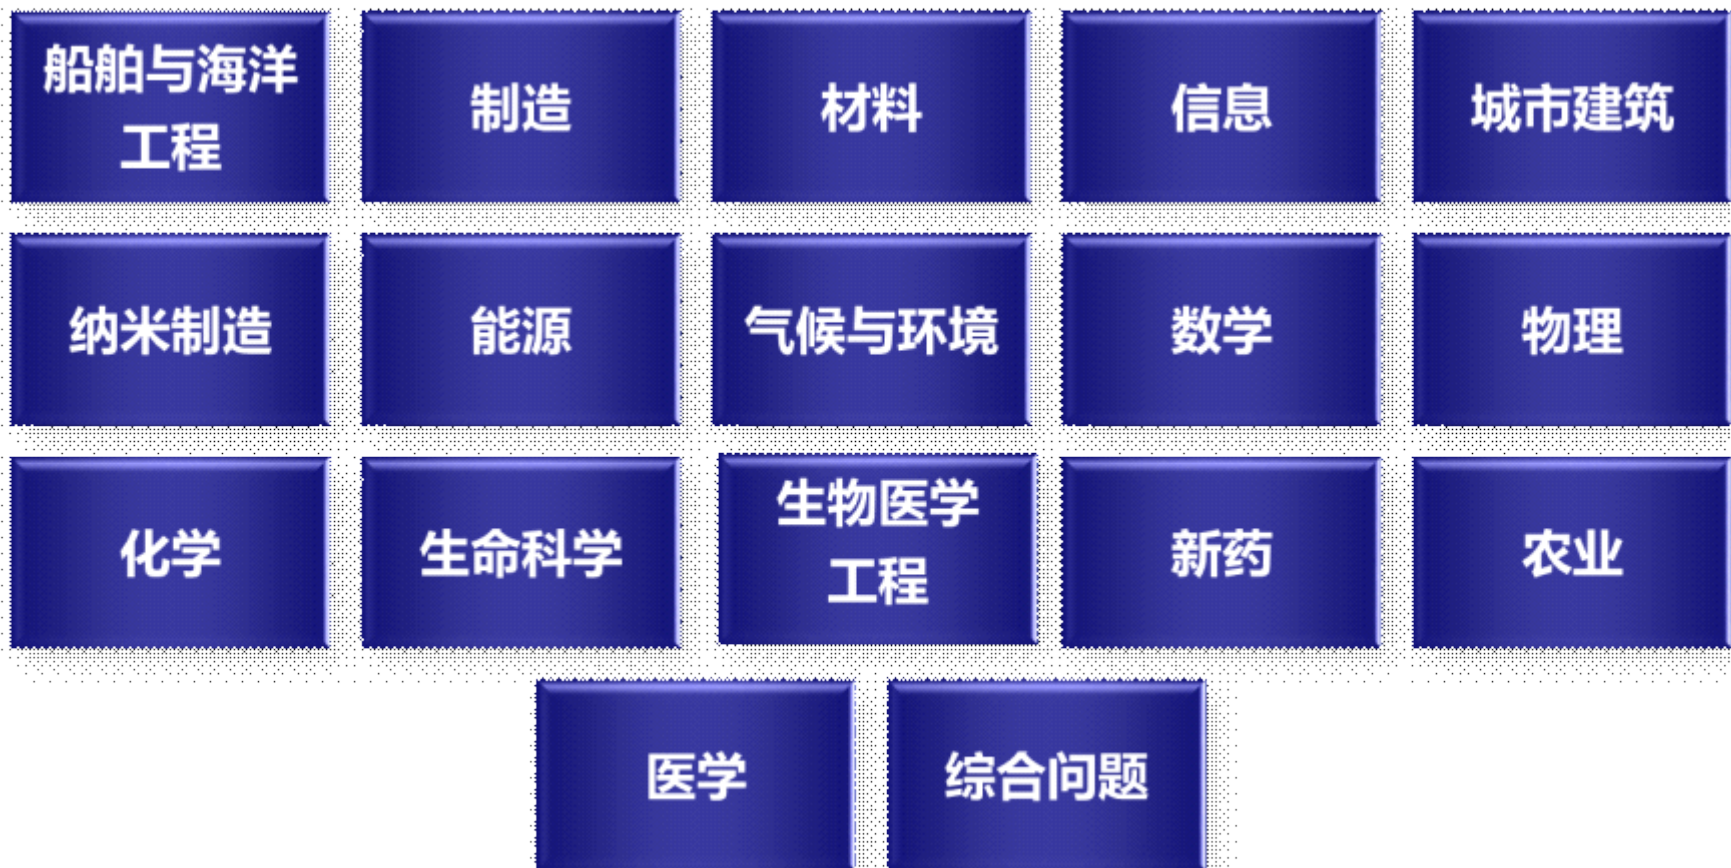 船舶与海洋
工程
制造
材料
信息
城市建筑
纳米制造
能源
气候与环境
数学
物理
化学
生命科学
生物医学
工程
新药
农业
医学
综合问题